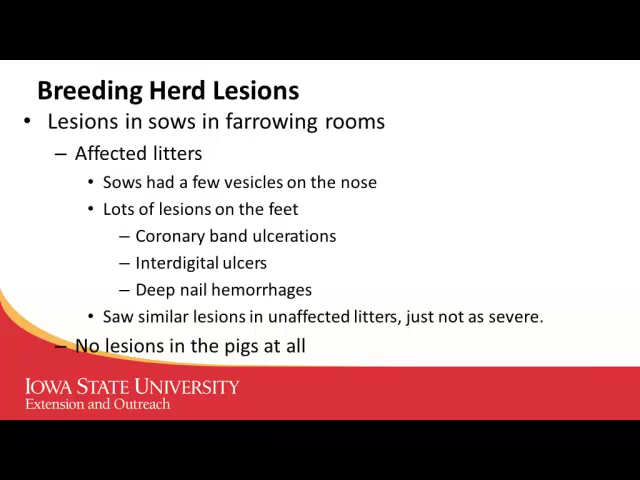 Breeding Herd Lesions
• Lesions in sows in farrowing rooms
– Affected litters
• Sows had a few vesicles on the nose
• Lots of lesions on the feet
– Coronary band ulcerations
– Interdigital ulcers
– Deep nail hemorrhages
• Saw similar lesions in unaffected litters, just not as severe.
– No lesions in the pigs at all
IOWA STATE UNIVERSITY
Extension and Outreach